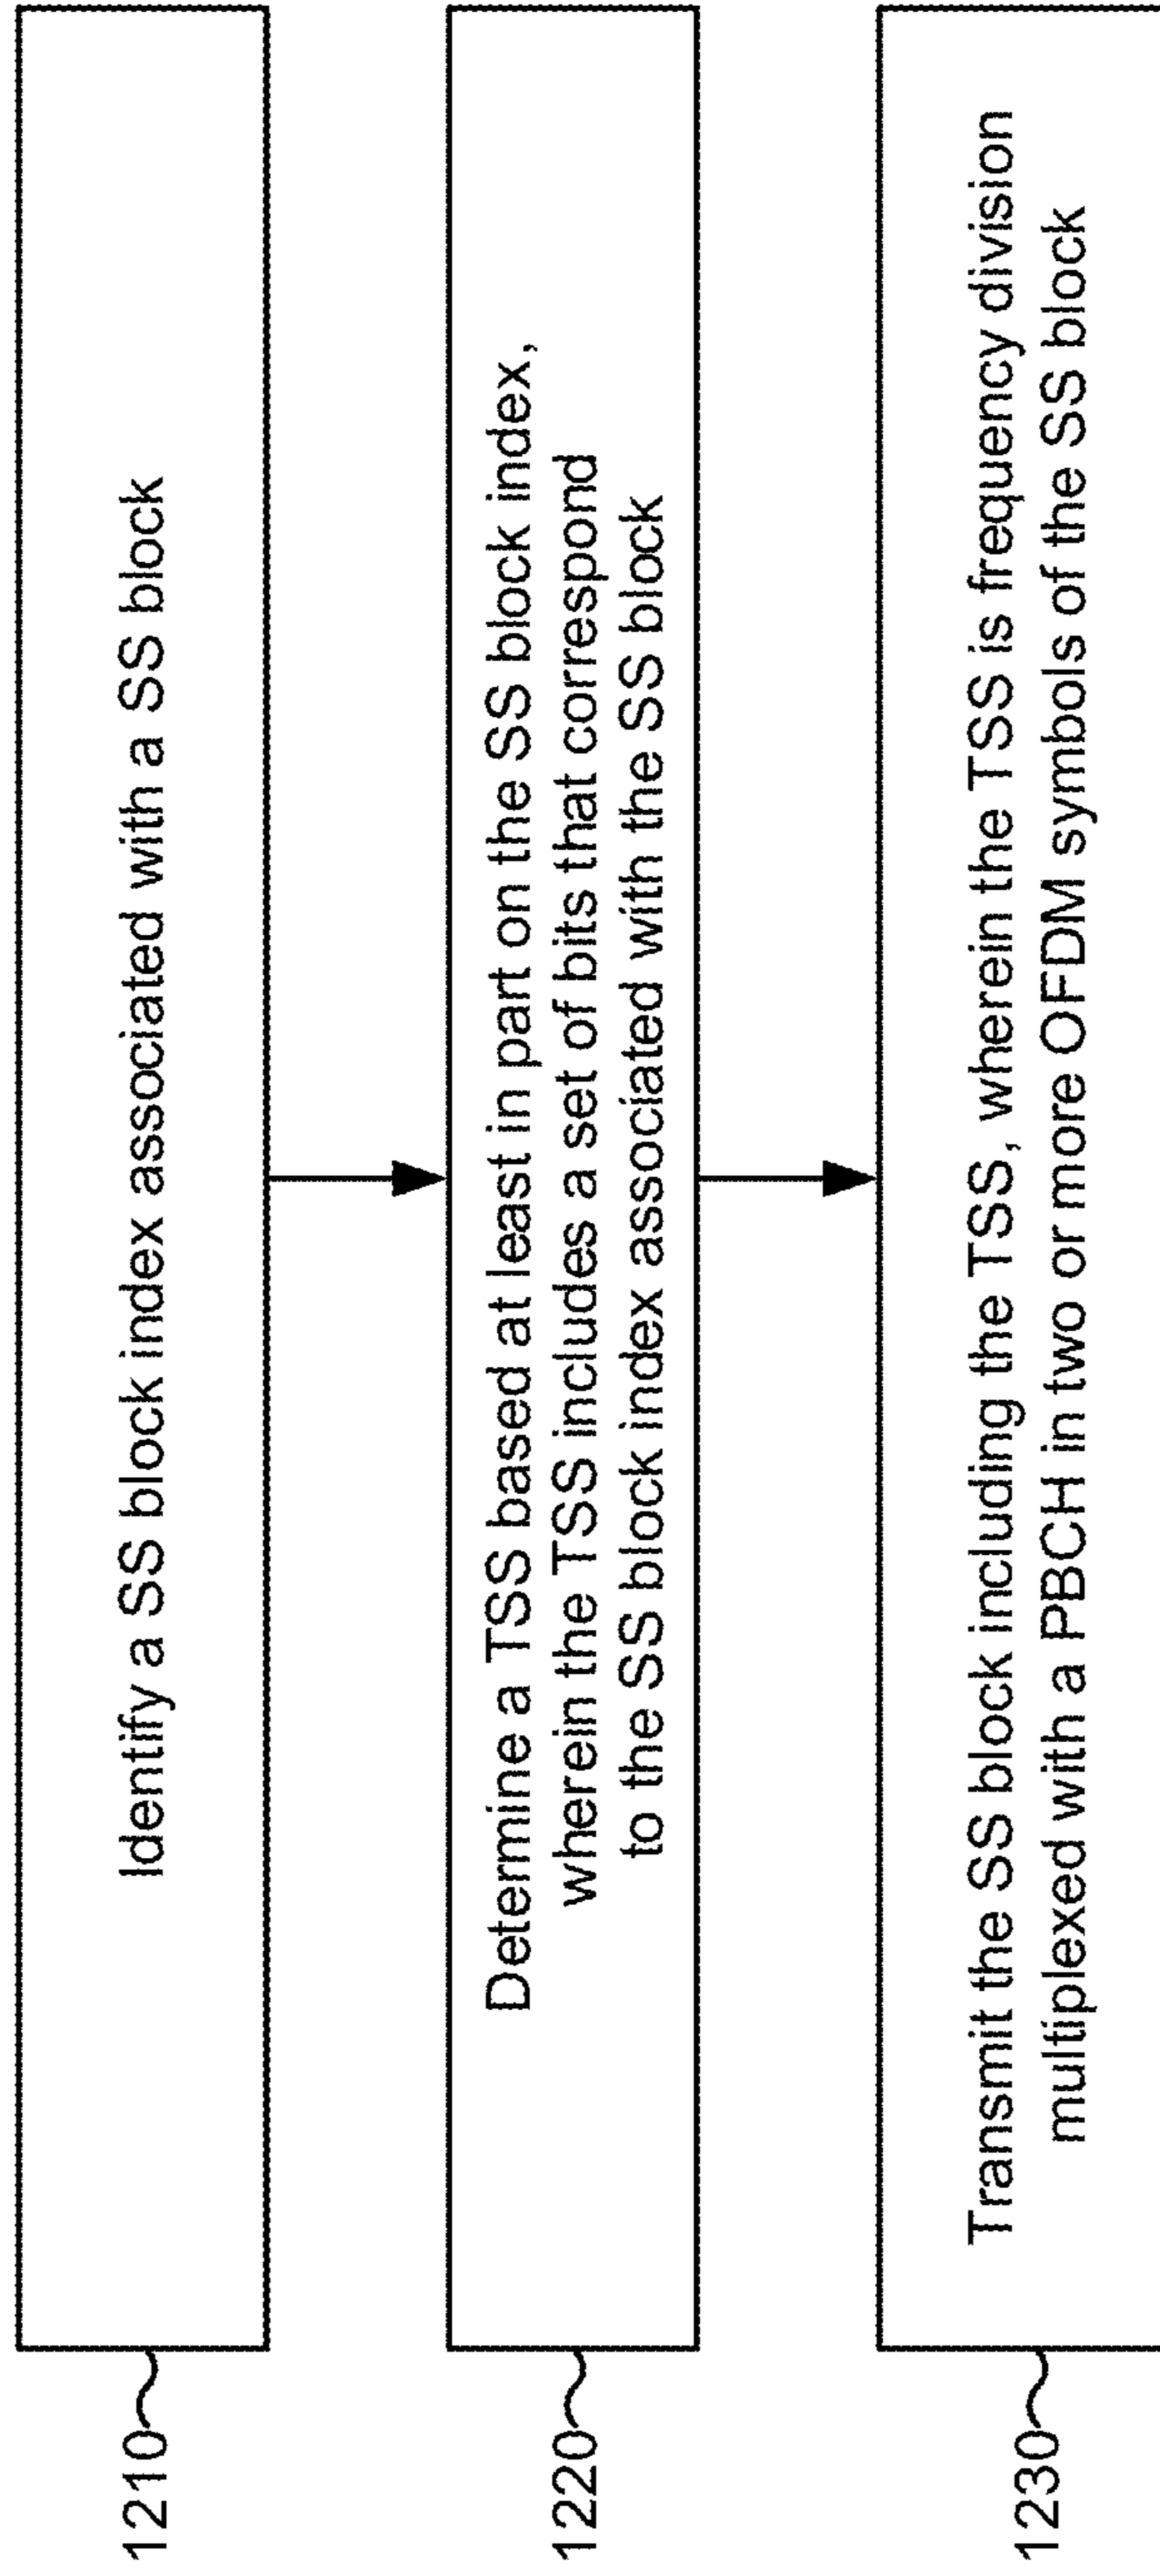 1210
Identify a SS block index associated with a SS block
1220
Determine a TSS based at least in part on the SS block index,
wherein the TSS includes a set of bits that correspond
to the SS block index associated with the SS block
1230
Transmit the SS block including the TSS, wherein the TSS is frequency division
multiplexed with a PBCH in two or more OFDM symbols of the SS block